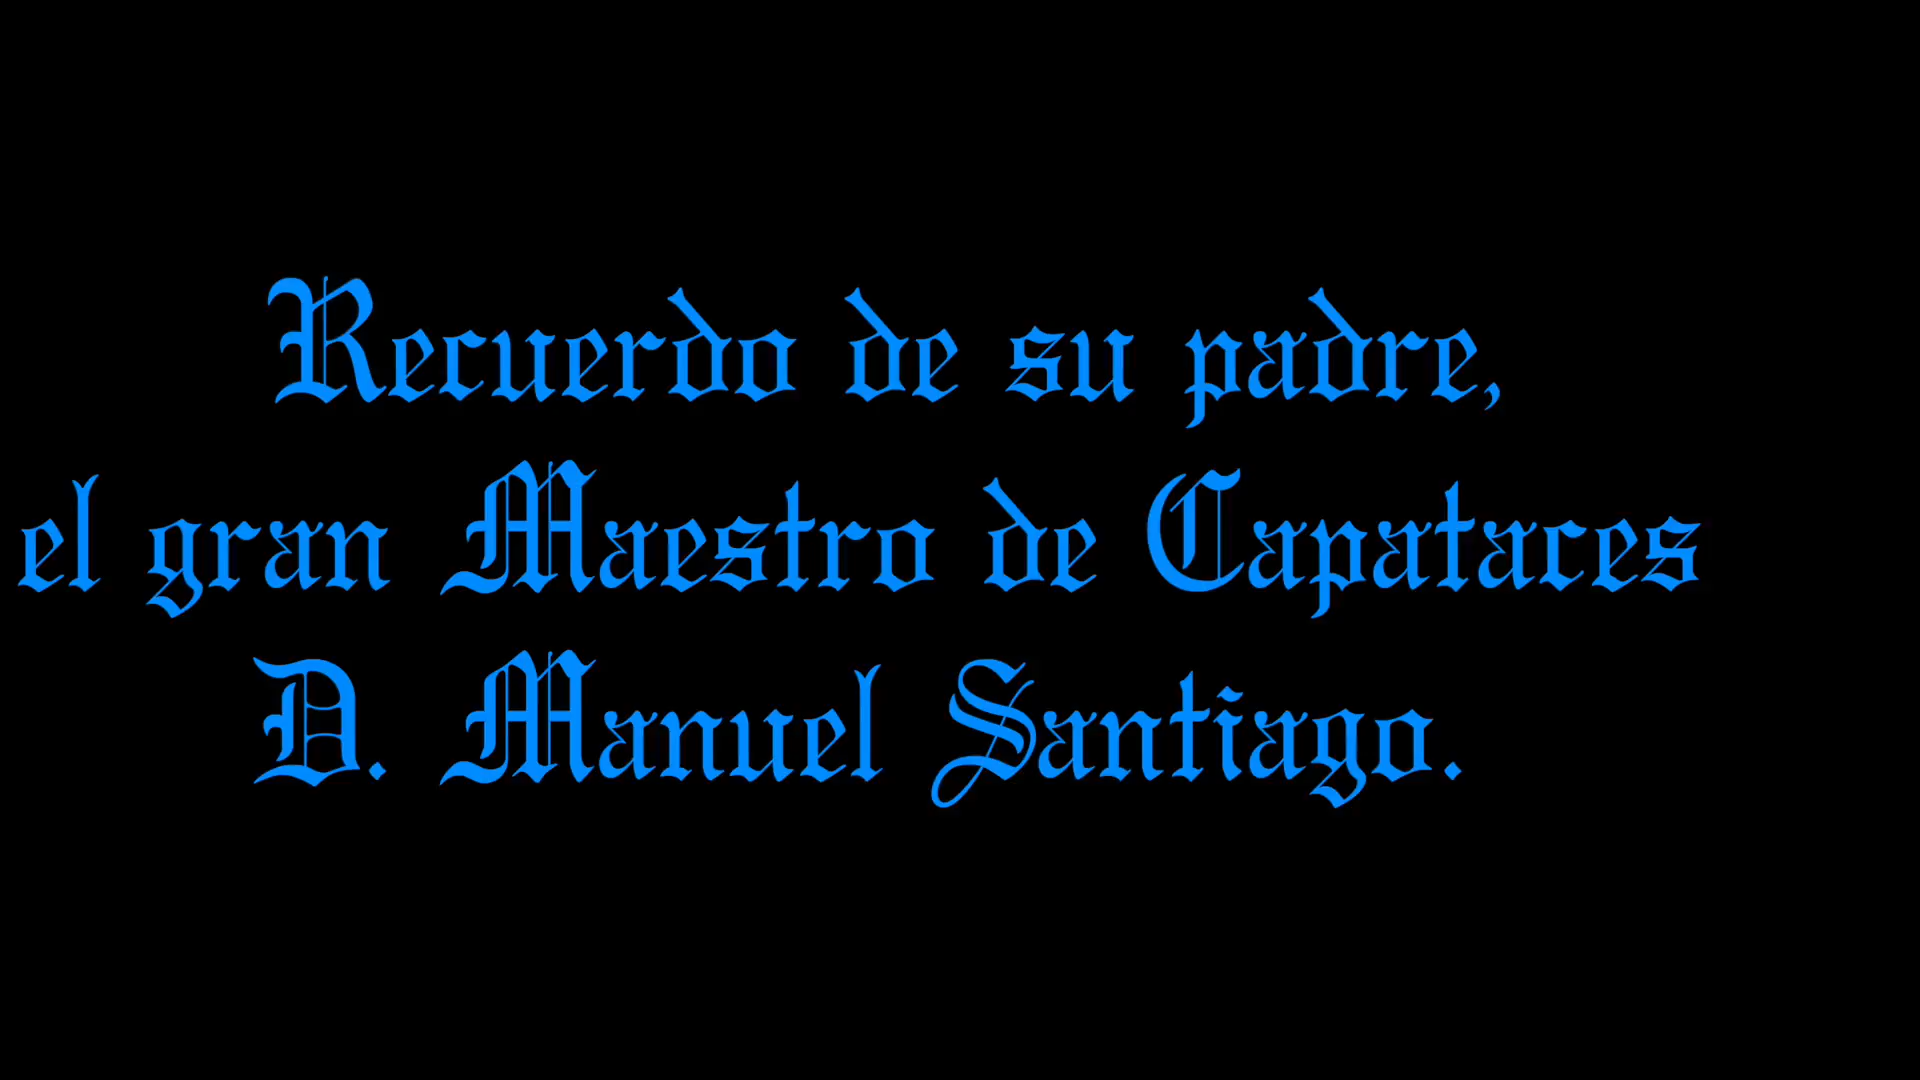 Recuerdo de su padre,
el gran Maestro de Capataces
D. Manuel Santiago.